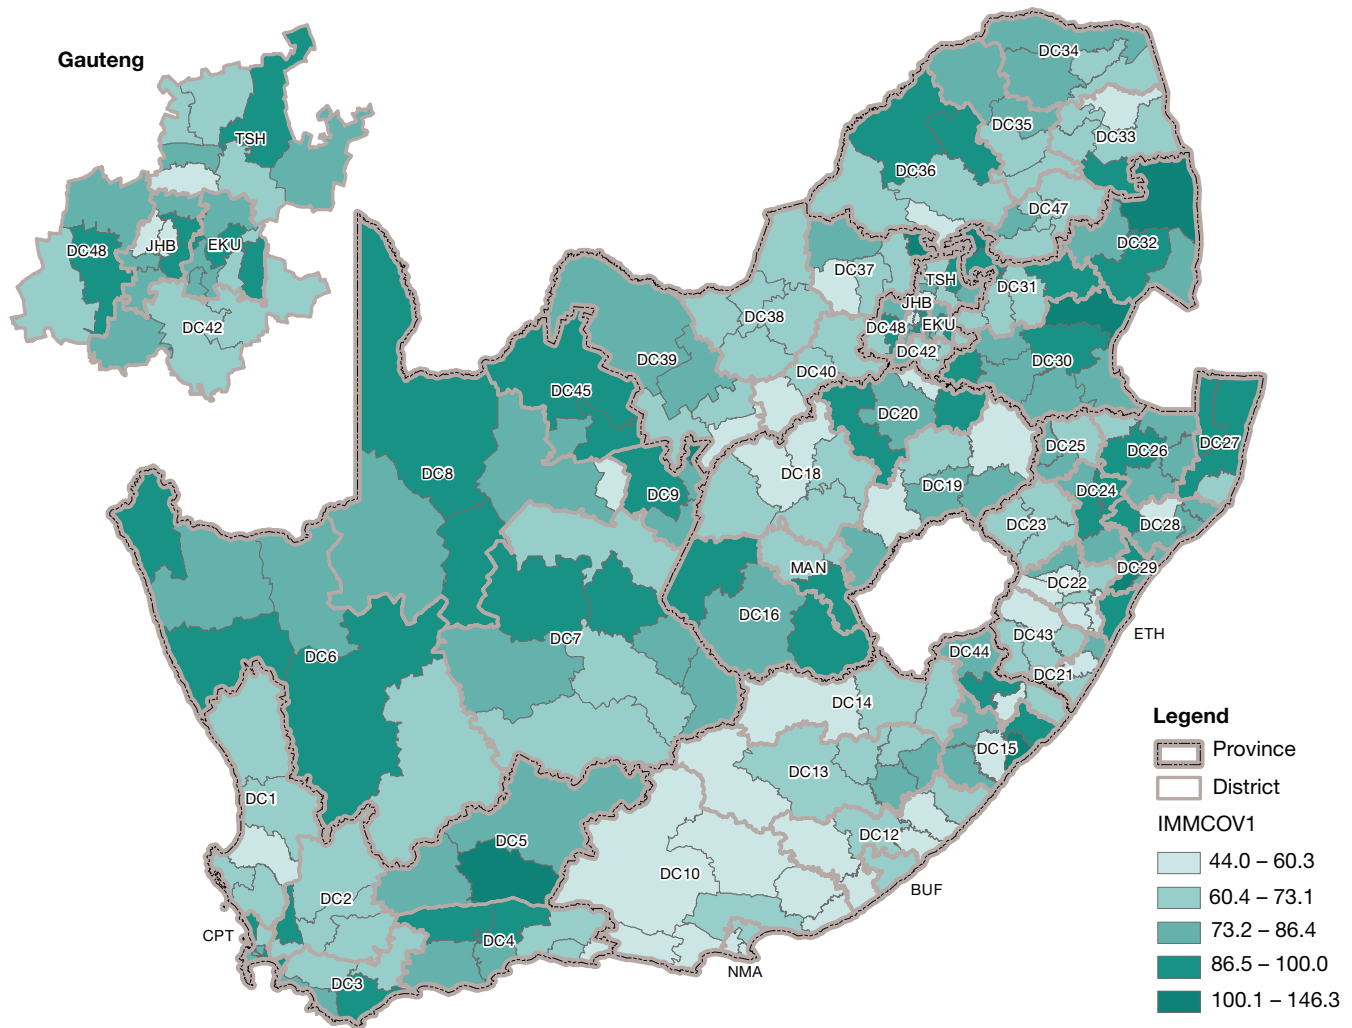 Gauteng
TSH
DC48
JHB
EKU
DC42
DC34
DC35
DC33
DC36
DC47
DC32
DC37
TSH
DC31
JHB
DC38
DC48
EKU
DC42
DC39
DC40
DC30
DC45
DC20
DC25
DC26
DC27
DC8
DC18
DC9
DC19
DC24
DC23
DC28
MAN
DC29
DC22
DC16
DC7
DC43
ETH
DC6
DC44
DC21
DC14
DC15
DC13
DC1
DC5
DC12
DC10
BUF
DC2
CPT
DC4
NMA
DC3
Legend
Province
District
IMMCOV1
44.0 – 60.3
60.4 – 73.1
73.2 – 86.4
86.5 – 100.0
100.1 – 146.3